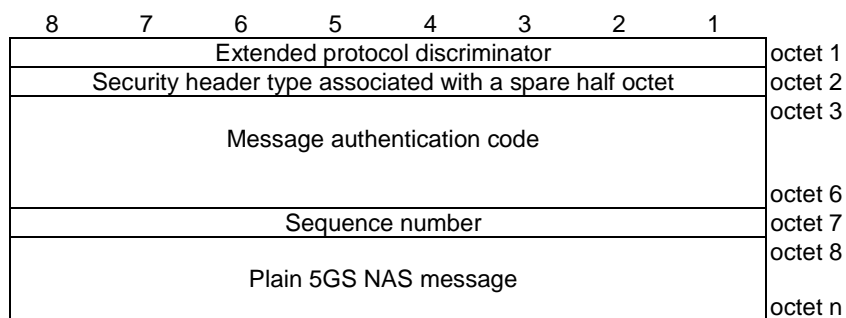 8 7 6 5 4 3 2 1
Extended protocol discriminator octet 1
Security header type associated with a spare half octet octet 2
octet 3
Message authentication code
octet 6
Sequence number octet 7
octet 8
Plain 5GS NAS message
octet n